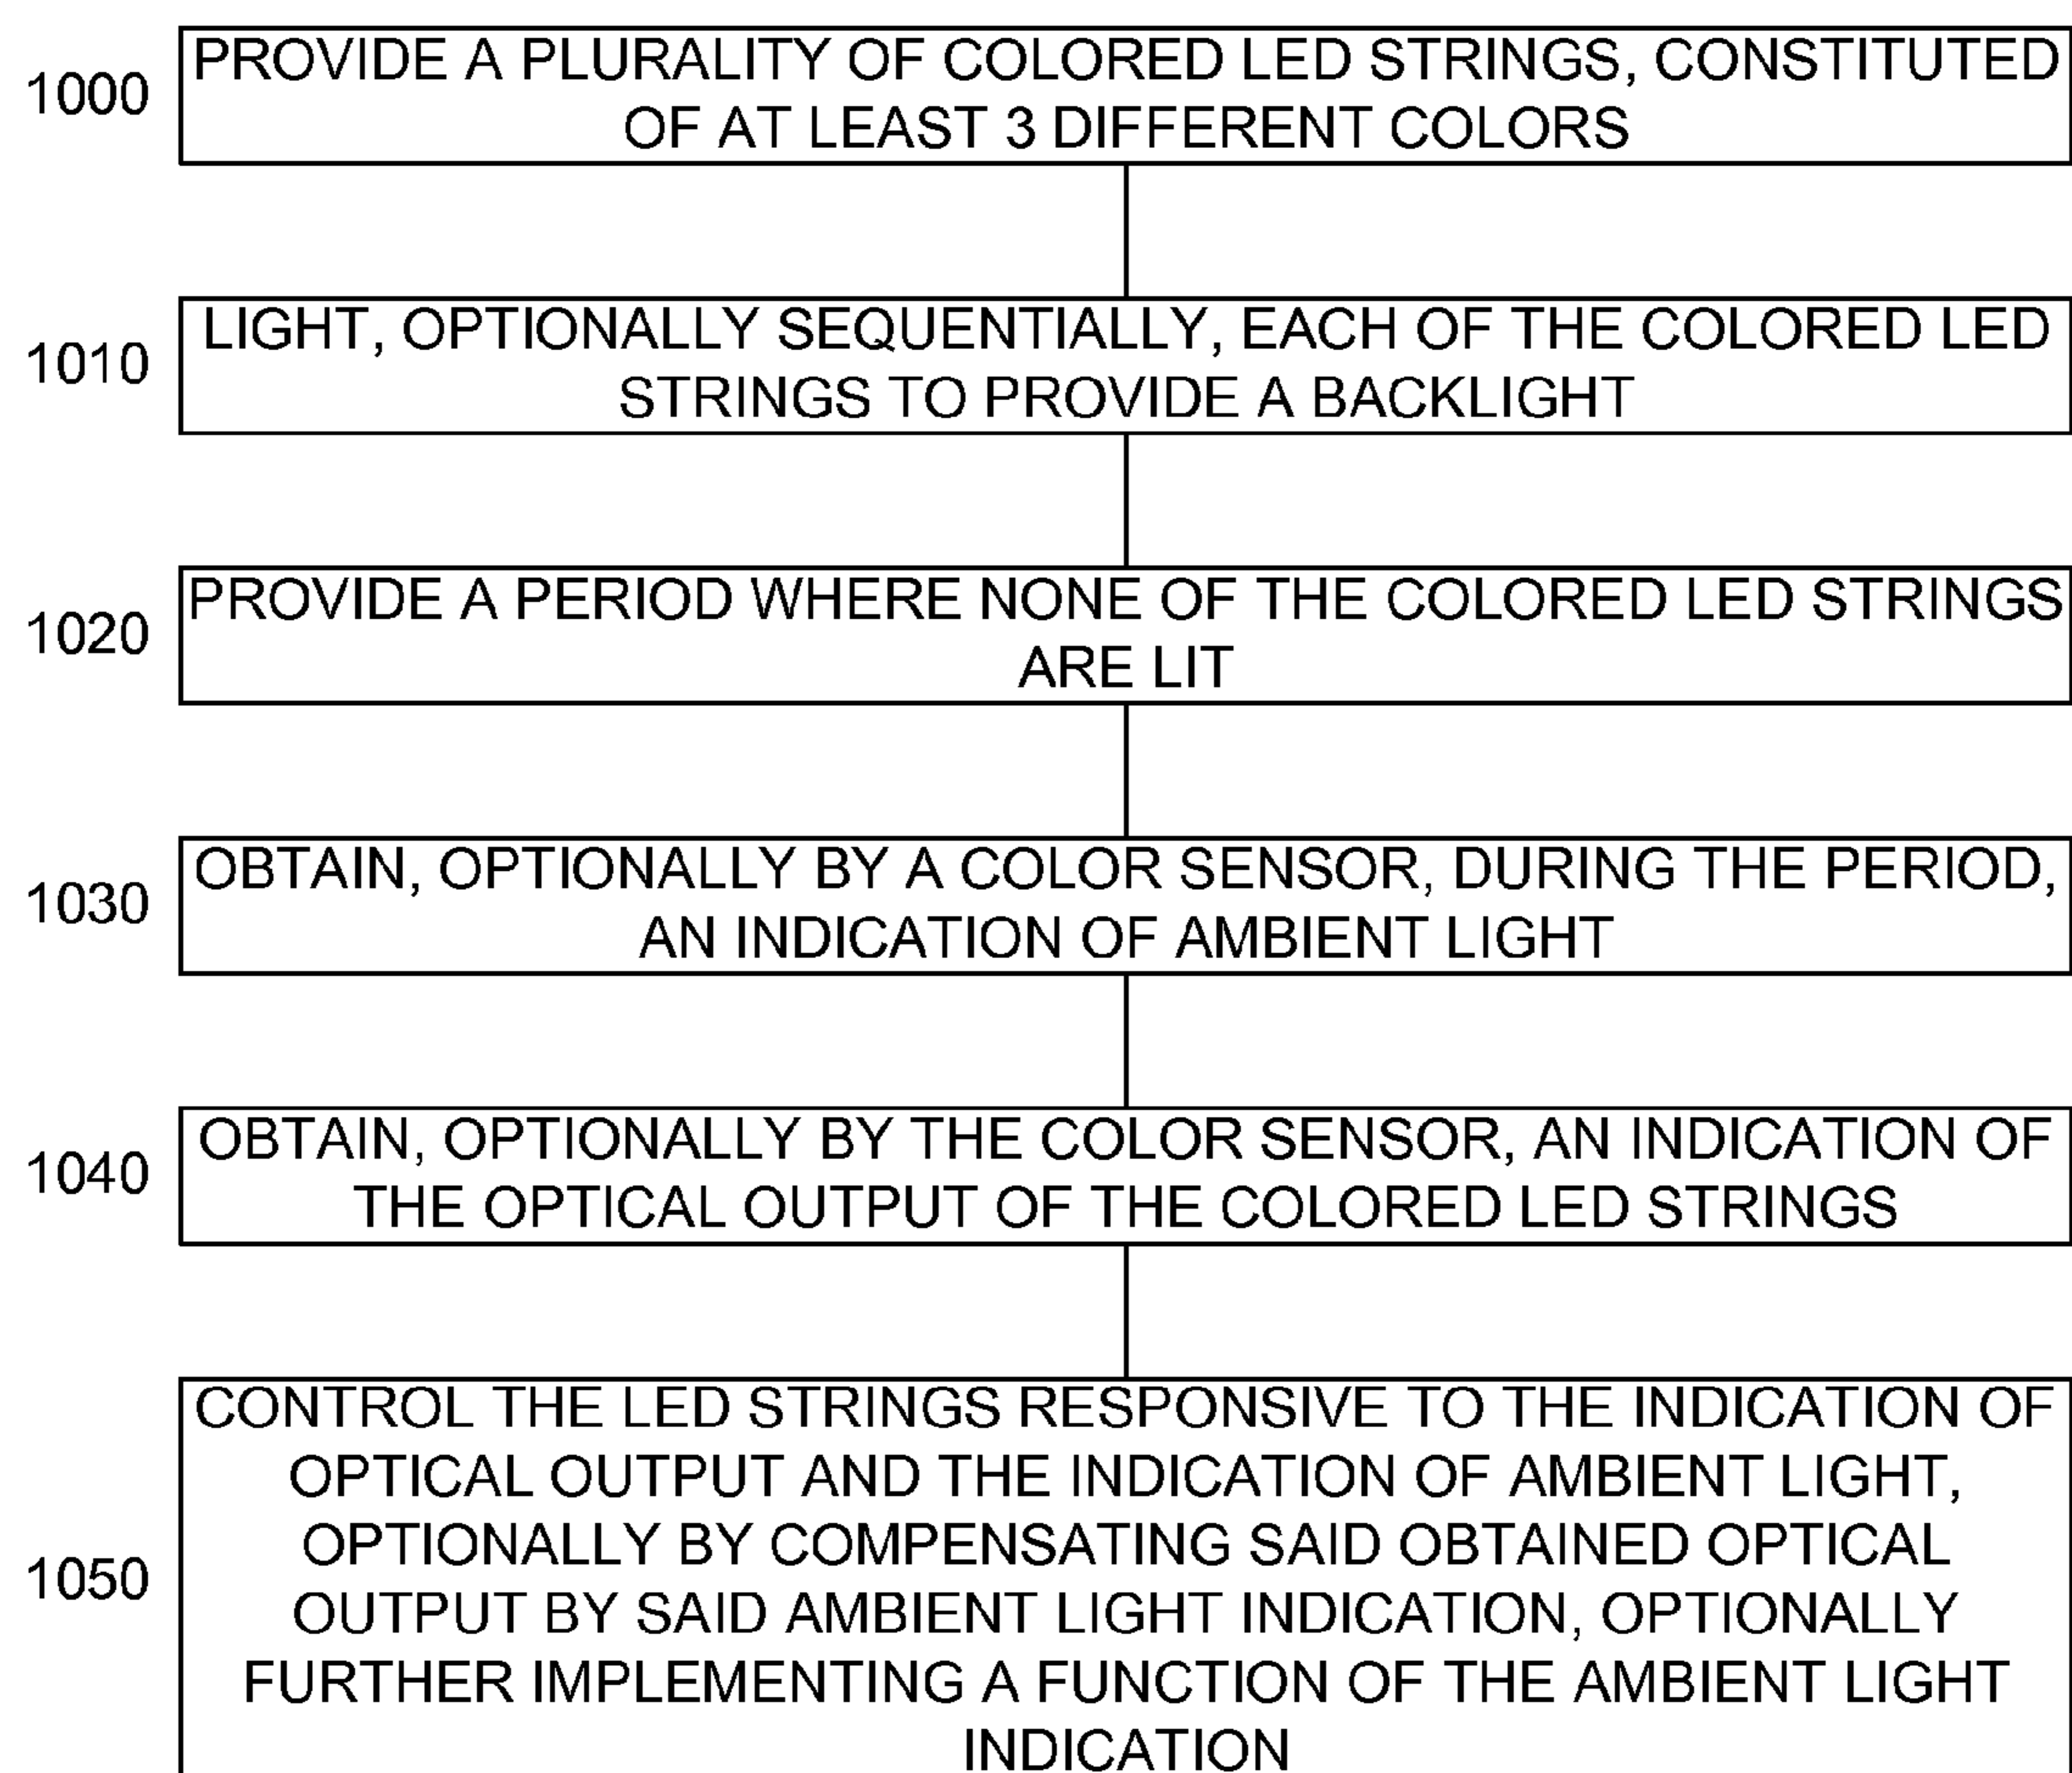 1000
PROVIDE A PLURALITY OF COLORED LED STRINGS, CONSTITUTED
OF AT LEAST 3 DIFFERENT COLORS
1010
LIGHT, OPTIONALLY SEQUENTIALLY, EACH OF THE COLORED LED
STRINGS TO PROVIDE A BACKLIGHT
1020
PROVIDE A PERIOD WHERE NONE OF THE COLORED LED STRINGS
ARE LIT
1030
OBTAIN, OPTIONALLY BY A COLOR SENSOR, DURING THE PERIOD,
AN INDICATION OF AMBIENT LIGHT
1040
OBTAIN, OPTIONALLY BY THE COLOR SENSOR, AN INDICATION OF
THE OPTICAL OUTPUT OF THE COLORED LED STRINGS
1050
CONTROL THE LED STRINGS RESPONSIVE TO THE INDICATION OF
OPTICAL OUTPUT AND THE INDICATION OF AMBIENT LIGHT,
OPTIONALLY BY COMPENSATING SAID OBTAINED OPTICAL
OUTPUT BY SAID AMBIENT LIGHT INDICATION, OPTIONALLY
FURTHER IMPLEMENTING A FUNCTION OF THE AMBIENT LIGHT
INDICATION